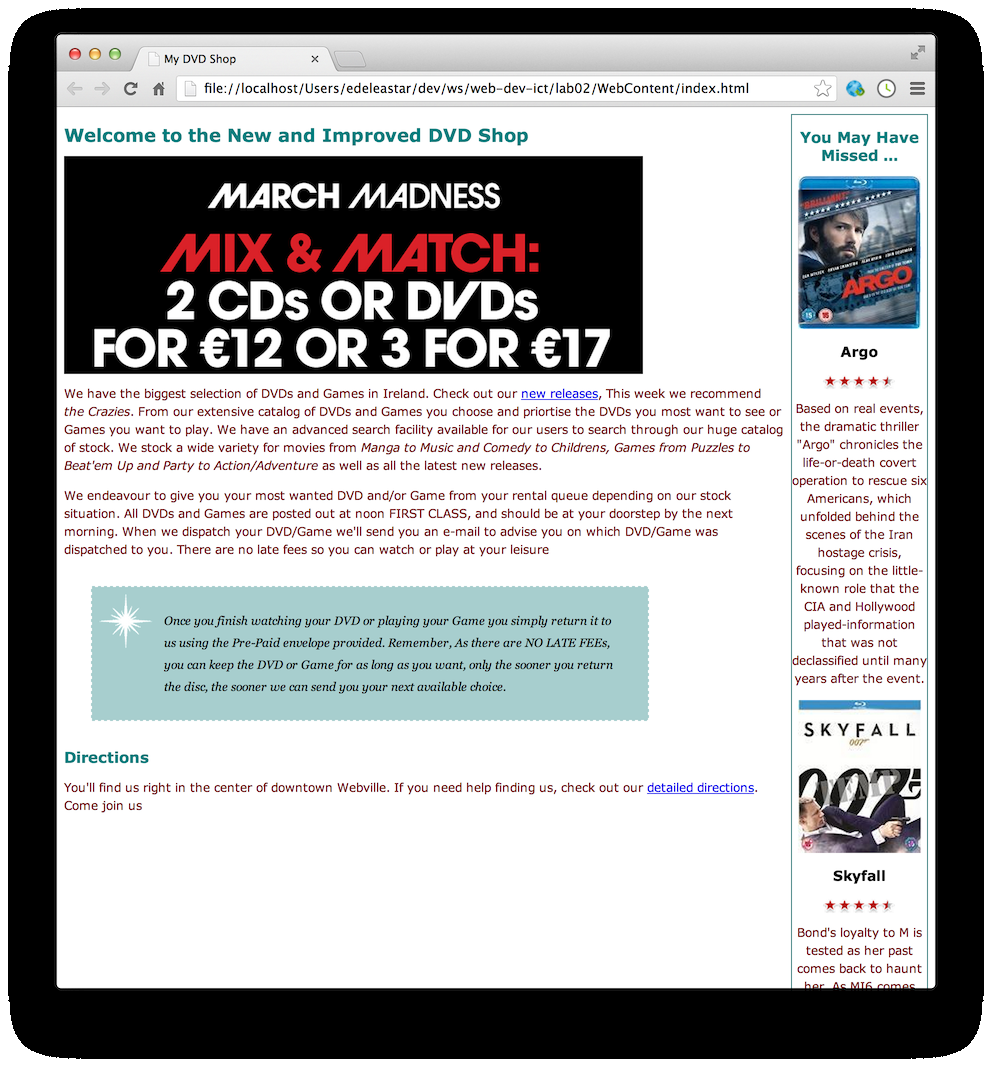 My DVD Shop
file://localhost/Users/edeleastar/dev/ws/web-dev-ict/lab02/WebContent/index.html
Welcome to the New and Improved DVD Shop
MARCH MADNESS
MIX & MATCH:
2 CDs OR DVDs
FOR €12 OR 3 FOR €17
We have the biggest selection of DVDs and Games in Ireland. Check out our new releases, This week we recommend
the Crazies. From our extensive catalog of DVDs and Games you choose and priortise the DVDs you most want to see or
Games you want to play. We have an advanced search facility available for our users to search through our huge catalog
of stock. We stock a wide variety for movies from Manga to Music and Comedy to Childrens, Games from Puzzles to
Beat'em Up and Party to Action/Adventure as well as all the latest new releases.
We endeavour to give you your most wanted DVD and/or Game from your rental queue depending on our stock
situation. All DVDs and Games are posted out at noon FIRST CLASS, and should be at your doorstep by the next
morning. When we dispatch your DVD/Game we'll send you an e-mail to advise you on which DVD/Game was
dispatched to you. There are no late fees so you can watch or play at your leisure
Once you finish watching your DVD or playing your Game you simply return it to
us using the Pre-Paid envelope provided. Remember, As there are NO LATE FEEs,
you can keep the DVD or Game for as long as you want, only the sooner you return
the disc, the sooner we can send you your next available choice.
Directions
You'll find us right in the center of downtown Webville. If you need help finding us, check out our detailed directions.
Come join us
You May Have
Missed ...
"BRILLIANT"
ARGO
15 15
Argo
Based on real events,
the dramatic thriller
"Argo" chronicles the
life-or-death covert
operation to rescue six
Americans, which
unfolded behind the
scenes of the Iran
hostage crisis,
focusing on the little-
known role that the
CIA and Hollywood
played-information
that was not
declassified until many
years after the event.
SKYFALL
007
007
Skyfall
Bond's loyalty to M is
tested as her past
comes back to haunt
her. As MI6 comes